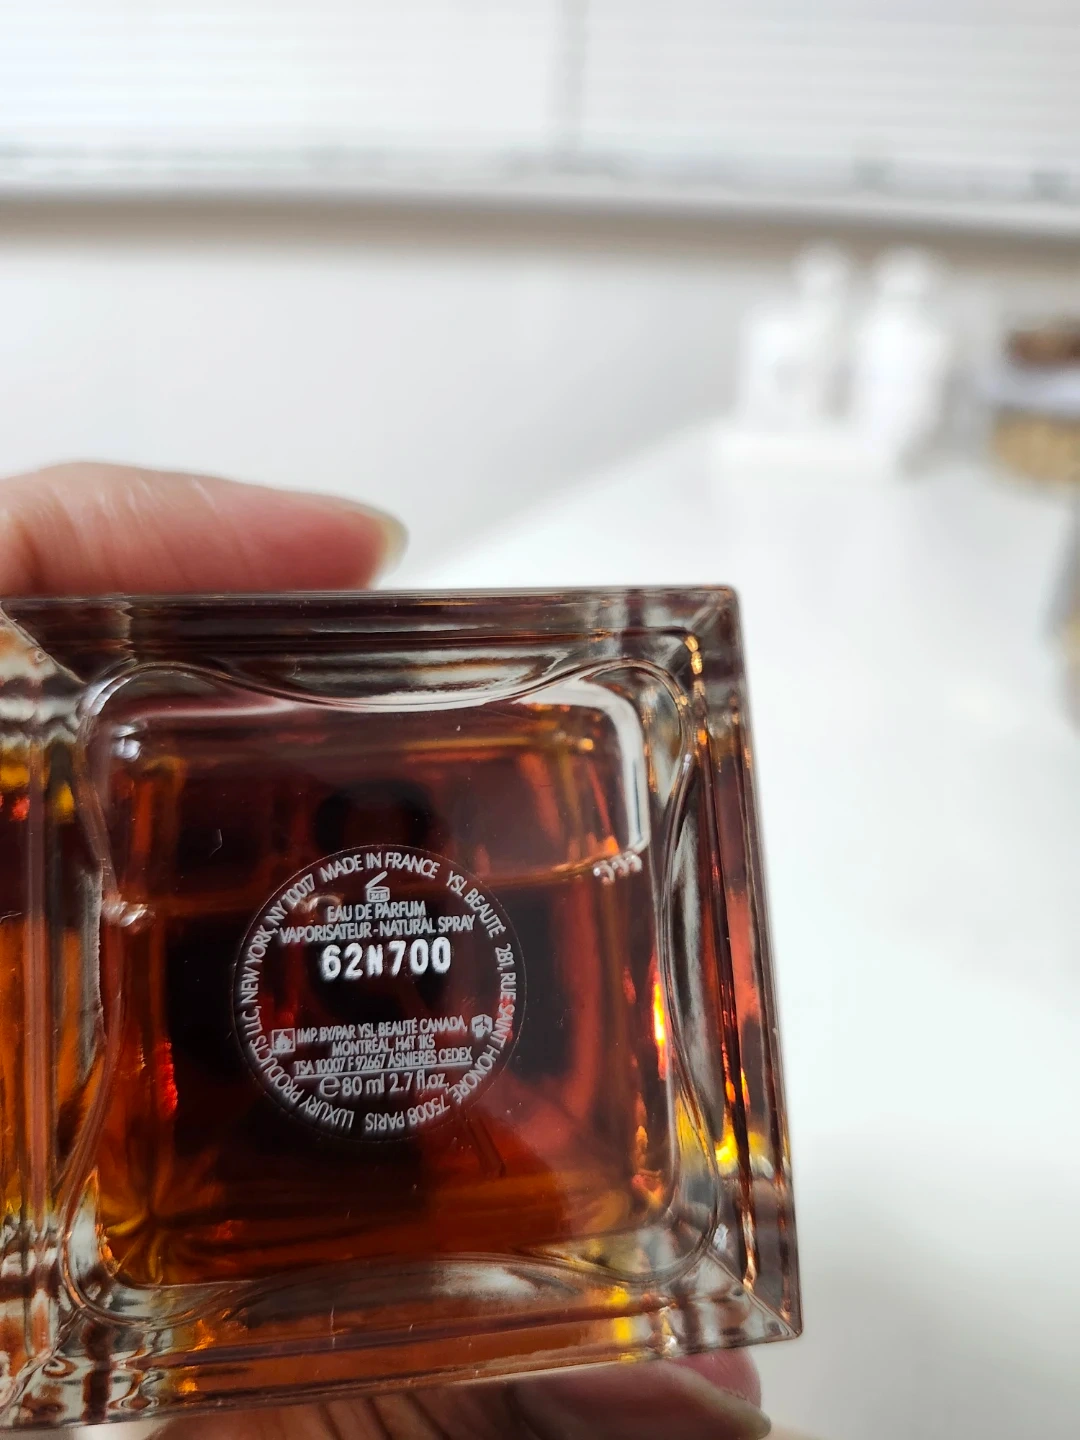 MADE IN FRANCE YSL BEAUTÉ 281, RUE SAINT HONORÉ, 75008 PARIS LUXURY PRODUCTS LLC, NEW YORK, NY 10017
EAU DE PARFUM
VAPORISATEUR-NATURAL SPRAY
62N700
IMP. BY/PAR YSL BEAUTÉ CANADA,
MONTRÉAL H4T 1K5
TSA 10007 F 92667 ASNIERES CEDEX
e 80 ml 2.7 fl.oz.